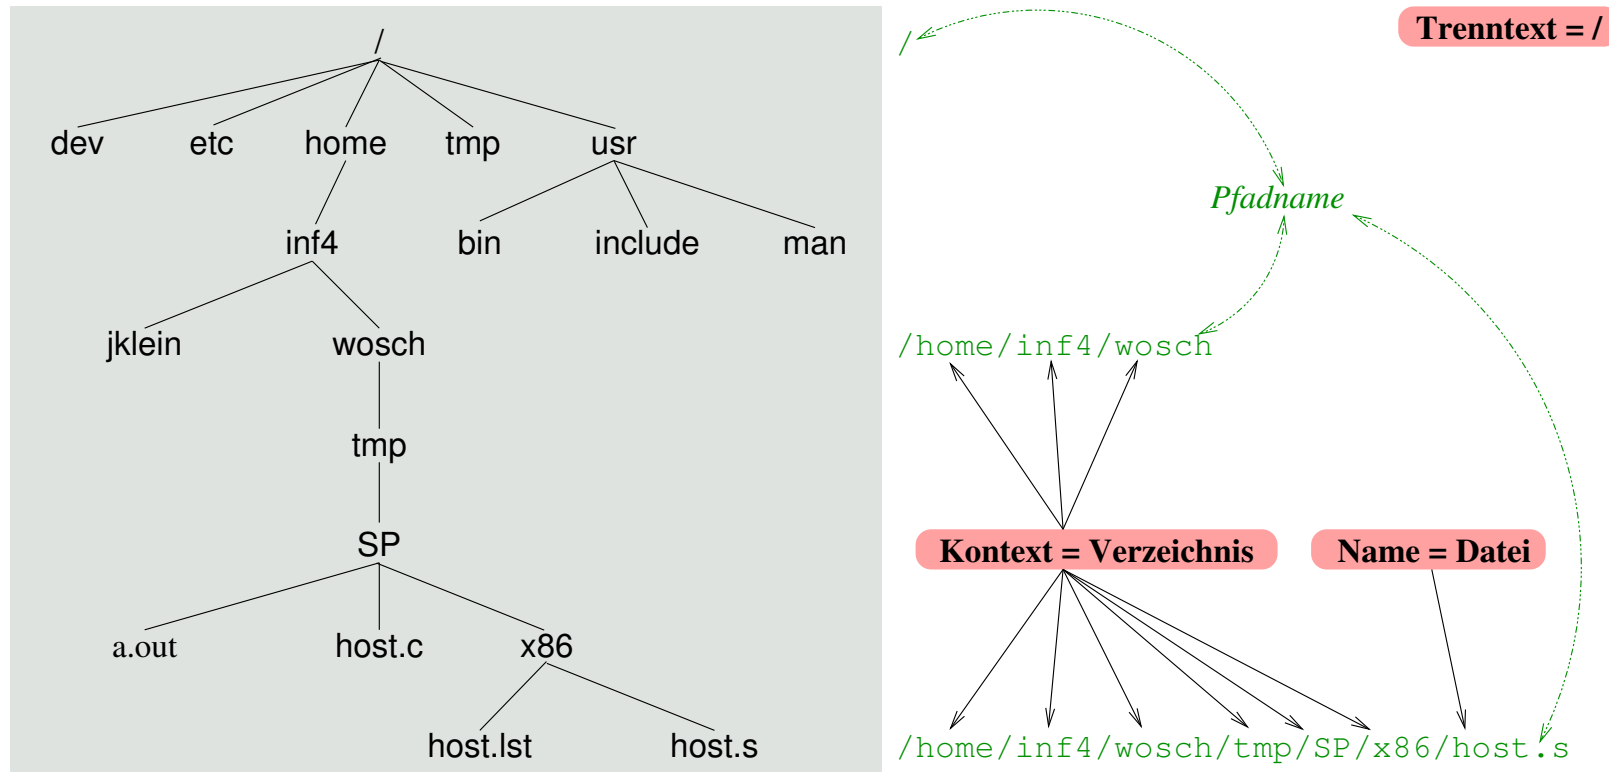 /
dev etc home tmp usr
inf4 bin include man
jklein wosch
tmp
SP
a.out host.c x86
host.lst host.s
/
Trenntext = /
Pfadname
/home/inf4/wosch
Kontext = Verzeichnis
Name = Datei
/home/inf4/wosch/tmp/SP/x86/host.s